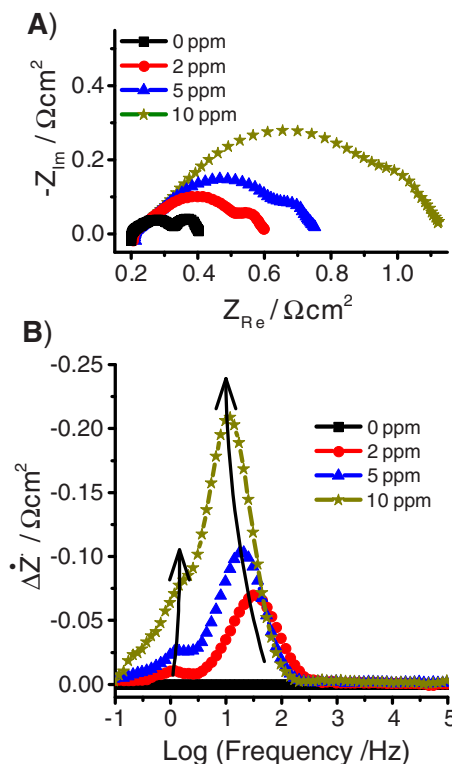 A)
0 ppm
2 ppm
5 ppm
10 ppm
-Z_Im / Ωcm²
0.4
0.2
0.0
0.2 0.4 0.6 0.8 1.0
Z_Re / Ωcm²
B)
-0.25
-0.20
-0.15
-0.10
-0.05
0.00
ΔŻ' / Ωcm²
0 ppm
2 ppm
5 ppm
10 ppm
-1 0 1 2 3 4 5
Log (Frequency /Hz)